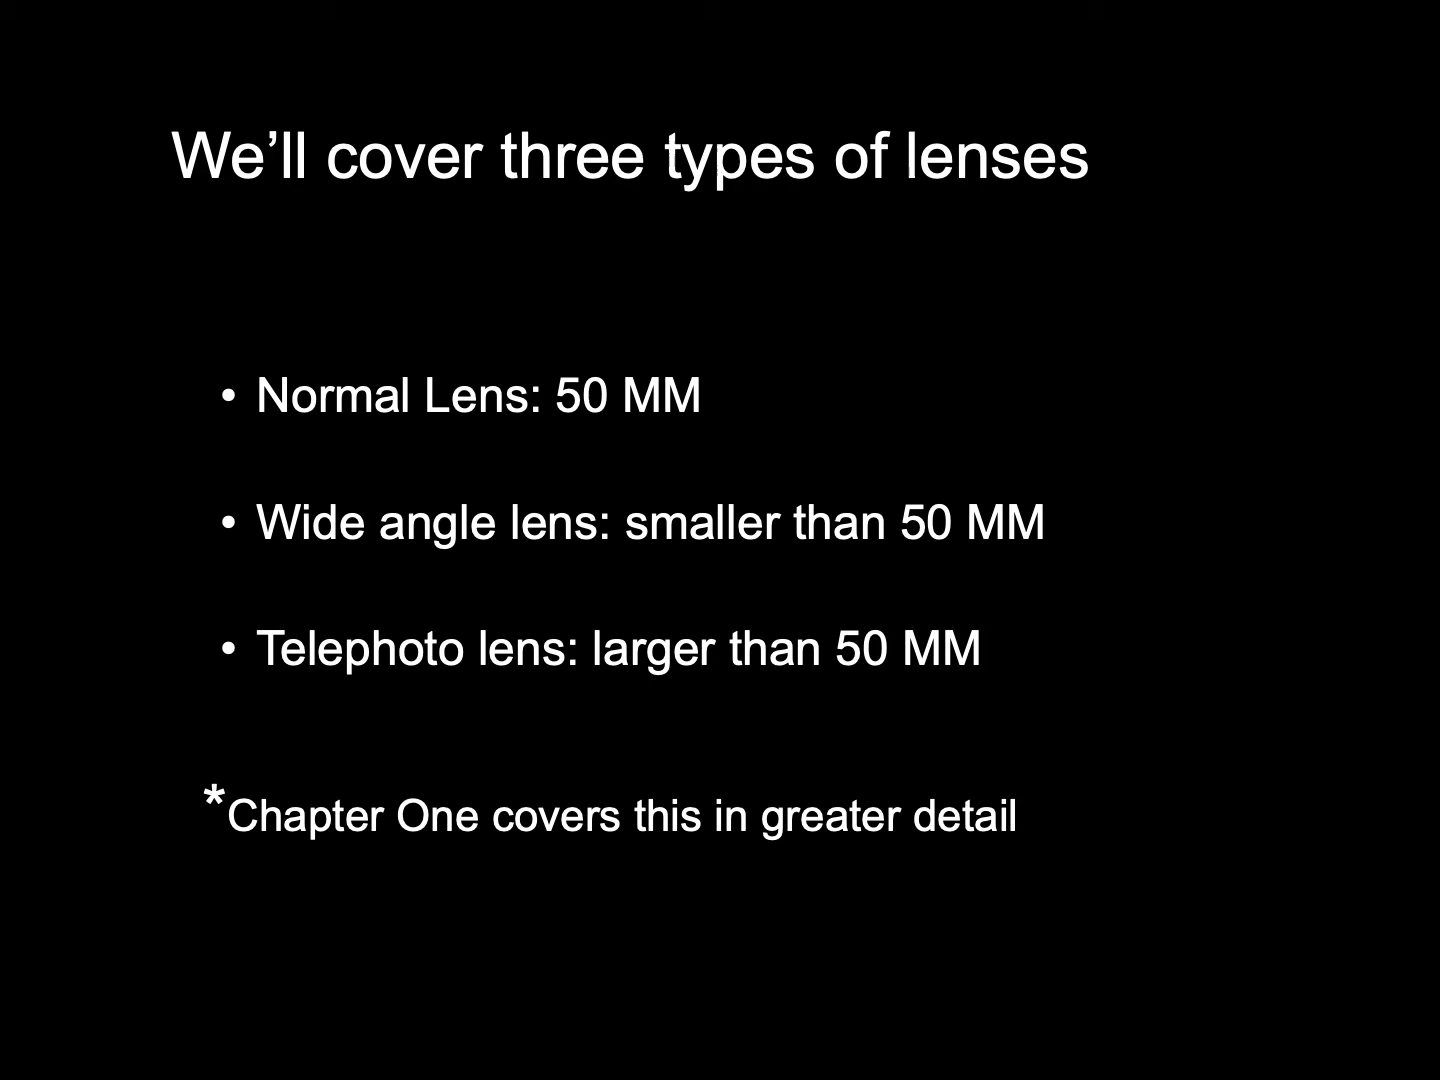 We’ll cover three types of lenses
• Normal Lens: 50 MM
• Wide angle lens: smaller than 50 MM
• Telephoto lens: larger than 50 MM
*Chapter One covers this in greater detail